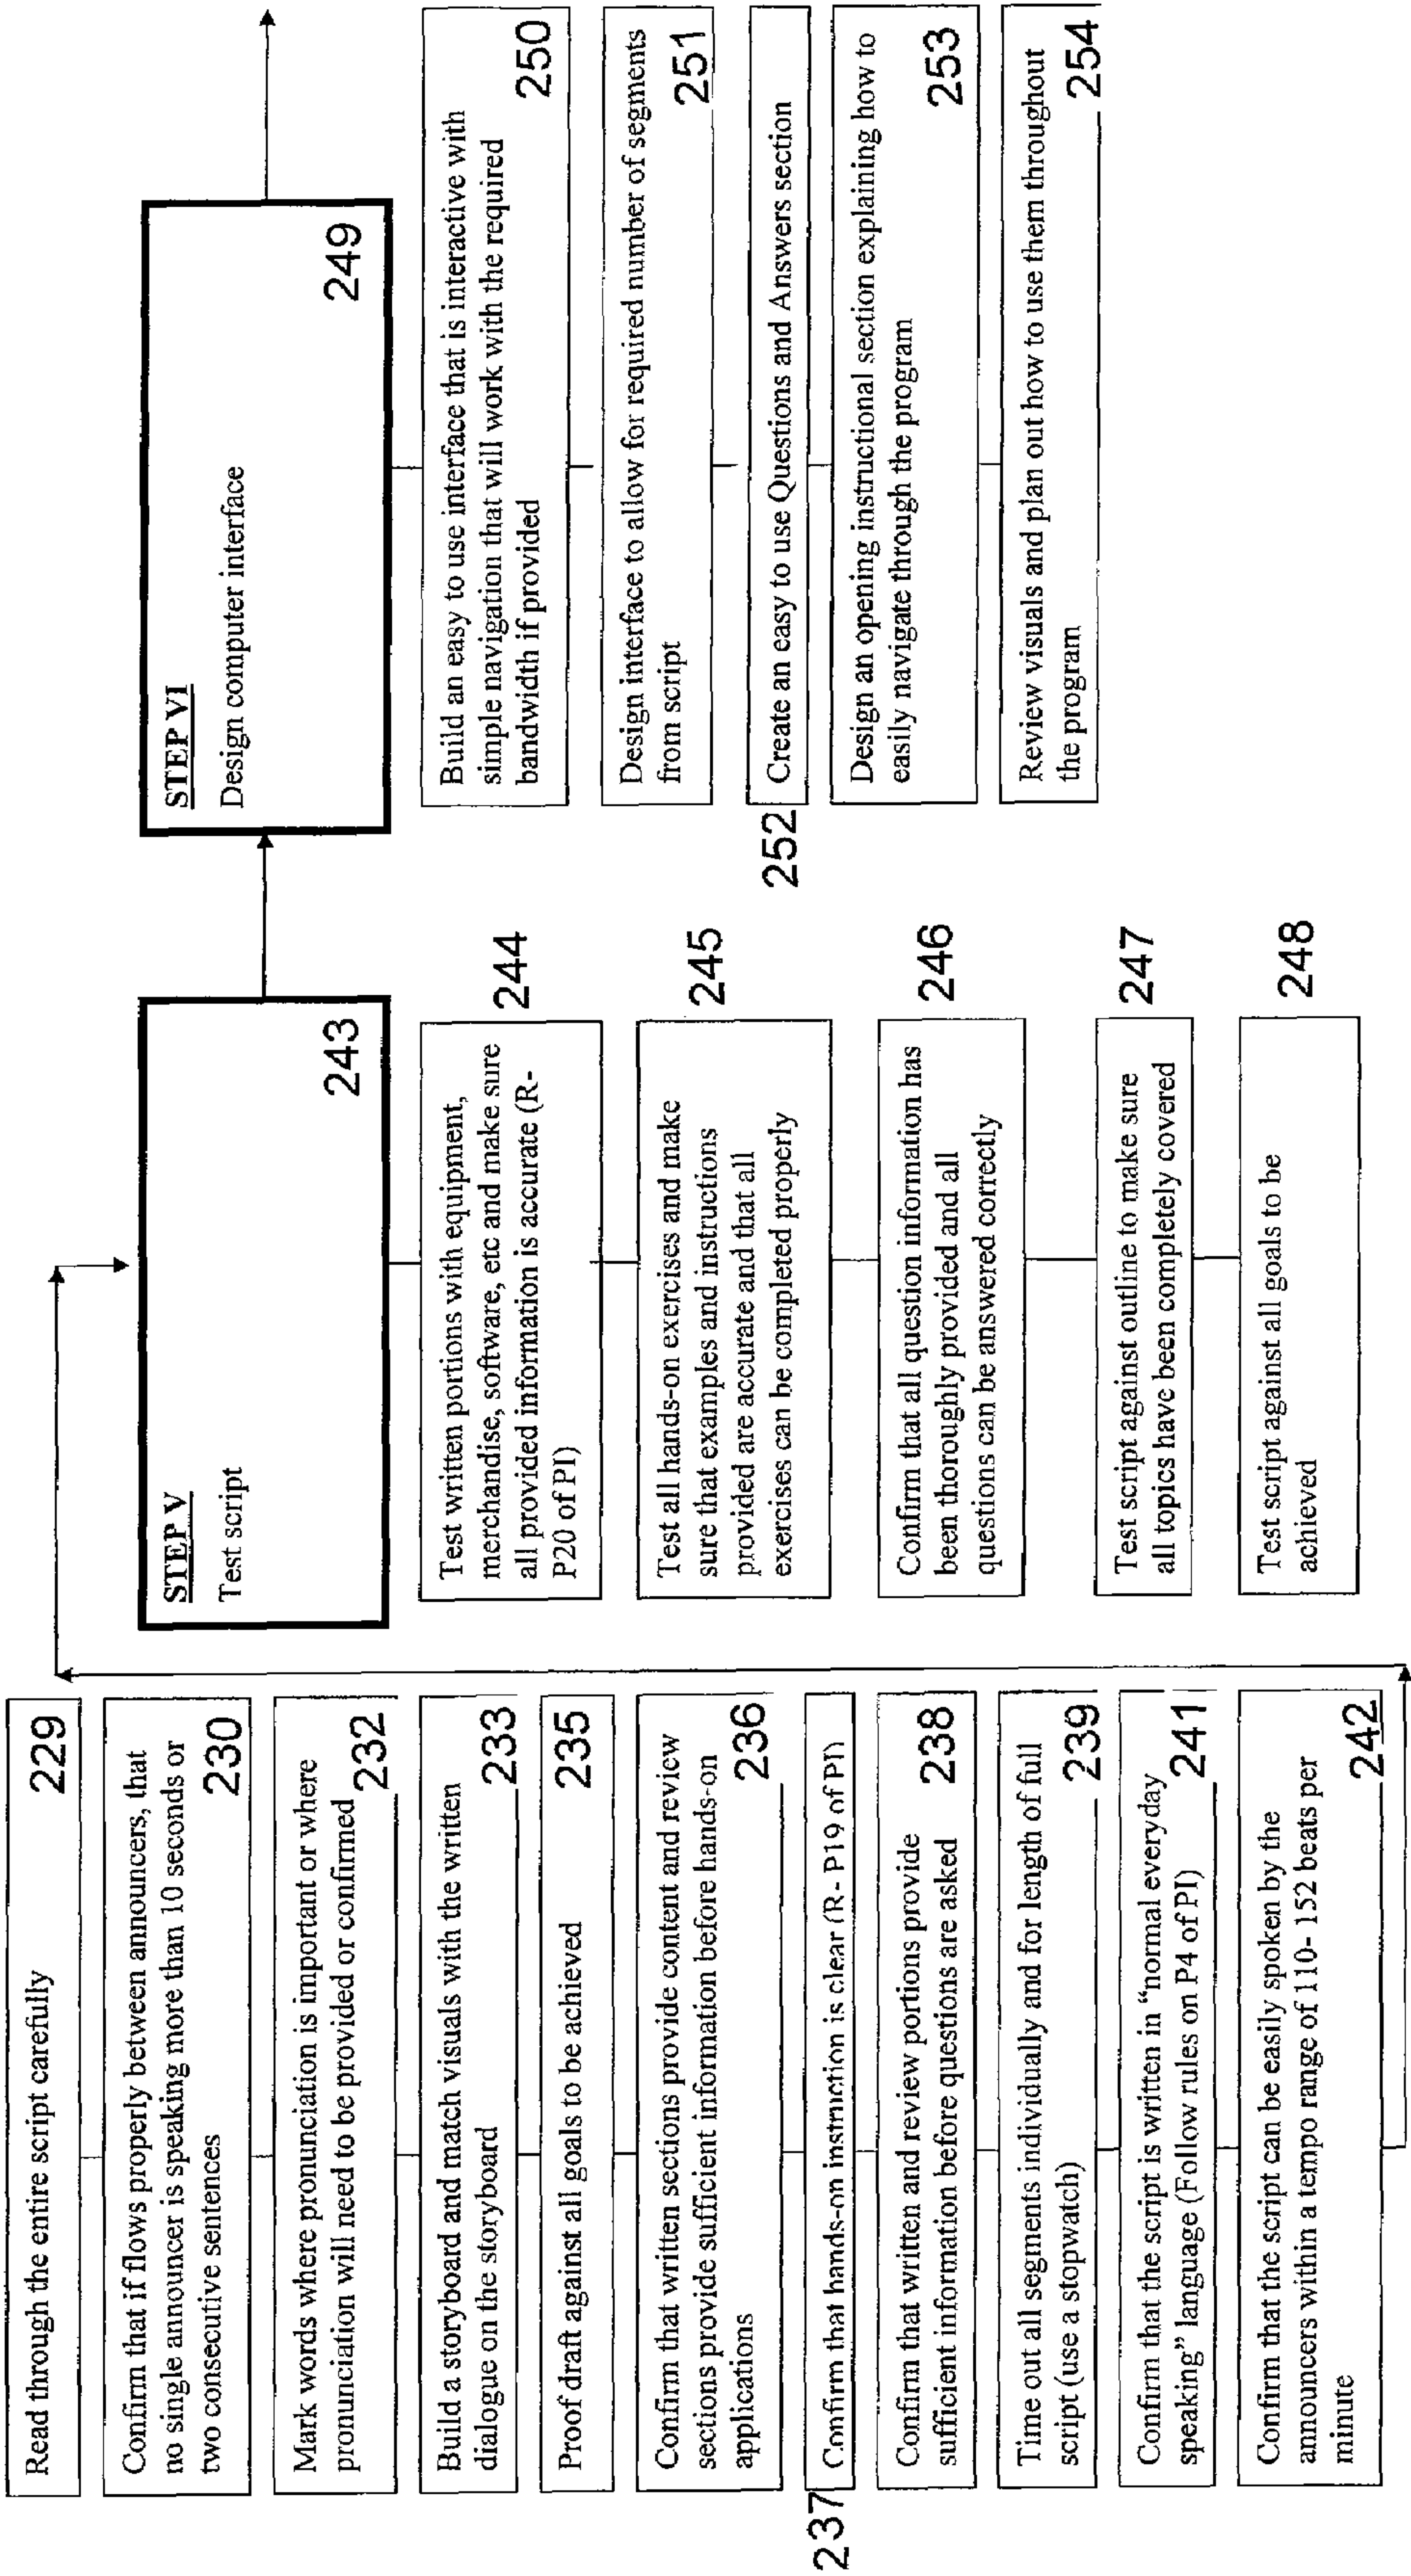 Read through the entire script carefully
229
Confirm that if flows properly between announcers, that
no single announcer is speaking more than 10 seconds or
two consecutive sentences
230
Mark words where pronunciation is important or where
pronunciation will need to be provided or confirmed
232
Build a storyboard and match visuals with the written
dialogue on the storyboard
233
Proof draft against all goals to be achieved
235
Confirm that written sections provide content and review
sections provide sufficient information before hands-on
applications
236
237
Confirm that hands-on instruction is clear (R- P19 of PI)
Confirm that written and review portions provide
sufficient information before questions are asked
238
Time out all segments individually and for length of full
script (use a stopwatch)
239
Confirm that the script is written in “normal everyday
speaking” language (Follow rules on P4 of PI)
241
Confirm that the script can be easily spoken by the
announcers within a tempo range of 110- 152 beats per
minute
242
STEP V
Test script
243
Test written portions with equipment,
merchandise, software, etc and make sure
all provided information is accurate (R-
P20 of PI)
244
Test all hands-on exercises and make
sure that examples and instructions
provided are accurate and that all
exercises can be completed properly
245
Confirm that all question information has
been thoroughly provided and all
questions can be answered correctly
246
Test script against outline to make sure
all topics have been completely covered
247
Test script against all goals to be
achieved
248
STEP VI
Design computer interface
249
Build an easy to use interface that is interactive with
simple navigation that will work with the required
bandwidth if provided
250
Design interface to allow for required number of segments
from script
251
252
Create an easy to use Questions and Answers section
Design an opening instructional section explaining how to
easily navigate through the program
253
Review visuals and plan out how to use them throughout
the program
254